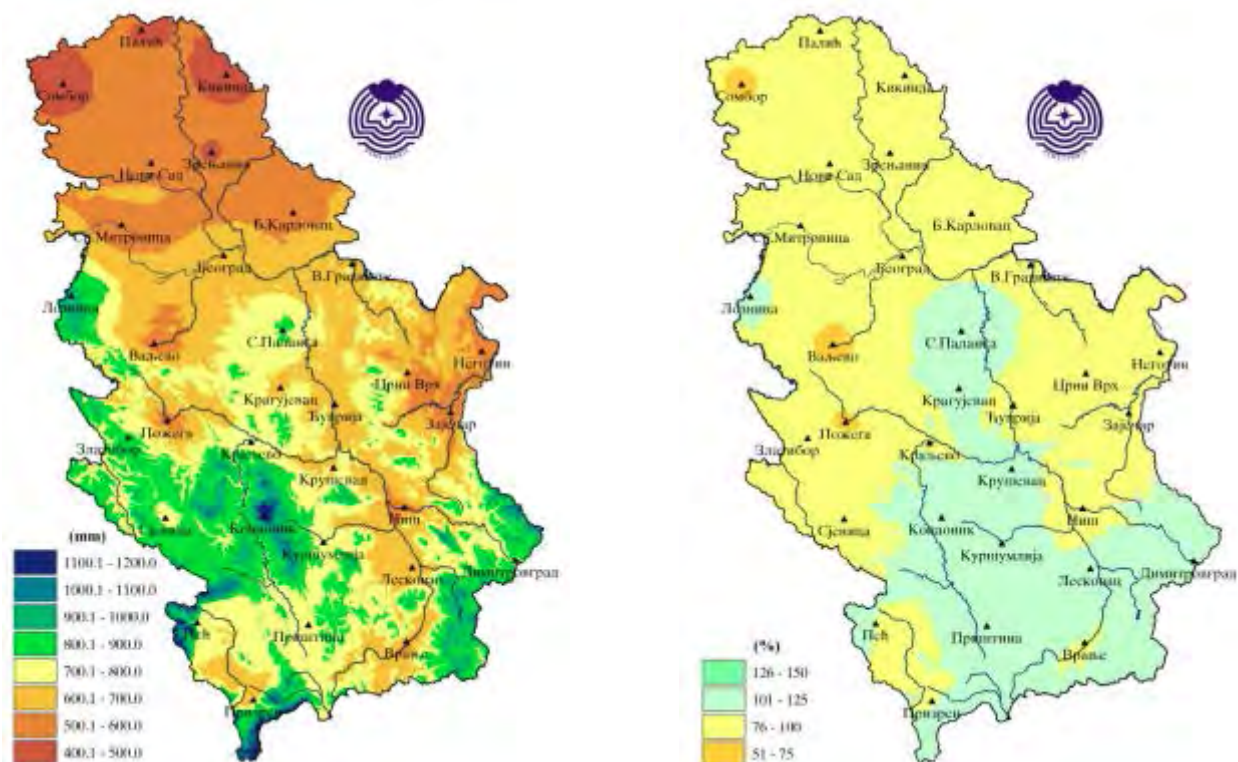 Палић
Кикинда
Сомбор
Зрењанин
Нови Сад
Б.Карловац
Митровица
Београд
В.Градиште
Лозница
С.Паланка
Ваљево
Неготин
Црни Врх
Крагујевац
Ћуприја
Зајечар
Пожега
Златибор
Краљево
Крушевац
Ниш
Сјеница
Копаоник
Куршумлија
Димитровград
Лесковац
Пећ
Приштина
Врање
Призрен
(mm)
1100.1 - 1200.0
1000.1 - 1100.0
900.1 - 1000.0
800.1 - 900.0
700.1 - 800.0
600.1 - 700.0
500.1 - 600.0
400.1 - 500.0
Палић
Кикинда
Сомбор
Зрењанин
Нови Сад
Б.Карловац
С.Митровица
Београд
В.Градиште
Лозница
С.Паланка
Ваљево
Неготин
Црни Врх
Крагујевац
Ћуприја
Зајечар
Пожега
Златибор
Краљево
Крушевац
Ниш
Сјеница
Копаоник
Куршумлија
Лесковац
Димитровград
Пећ
Приштина
Врање
Призрен
(%)
126 - 150
101 - 125
76 - 100
51 - 75